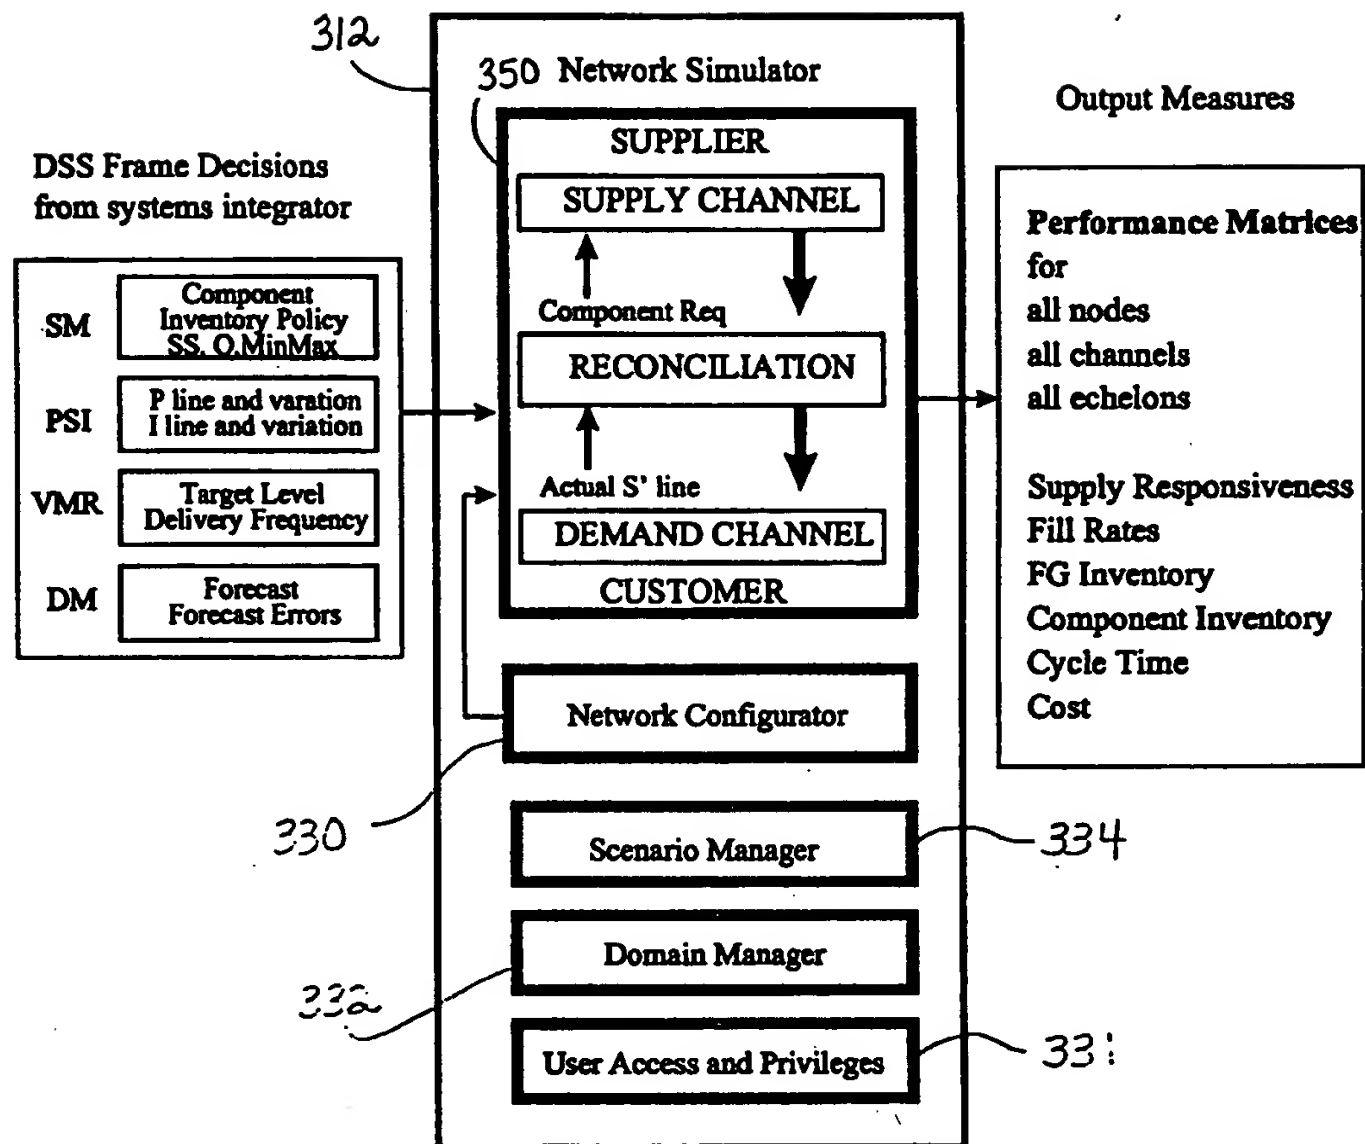 312
350 Network Simulator
Output Measures
DSS Frame Decisions
from systems integrator
SM
Component
Inventory Policy
SS. Q.MinMax
PSI
P line and varation
I line and variation
VMR
Target Level
Delivery Frequency
DM
Forecast
Forecast Errors
SUPPLIER
SUPPLY CHANNEL
Component Req
RECONCILIATION
Actual S' line
DEMAND CHANNEL
CUSTOMER
Network Configurator
330
Scenario Manager
334
Domain Manager
332
User Access and Privileges
Performance Matrices
for
all nodes
all channels
all echelons
Supply Responsiveness
Fill Rates
FG Inventory
Component Inventory
Cycle Time
Cost